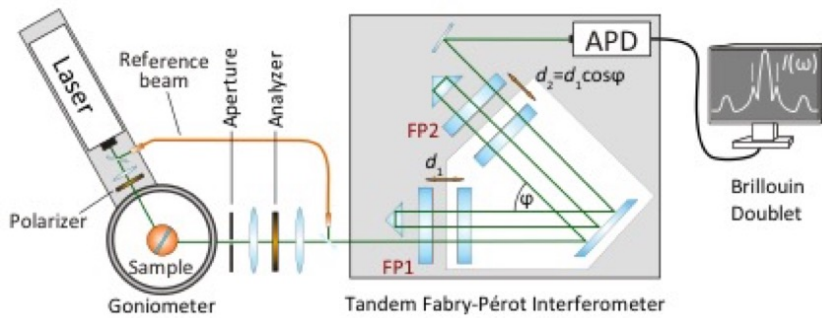 Laser
Reference
beam
Aperture
Analyzer
Polarizer
Sample
Goniometer
FP1
FP2
d₁
d₂=d₁cosφ
φ
APD
I(ω)
Brillouin
Doublet
Tandem Fabry-Pérot Interferometer